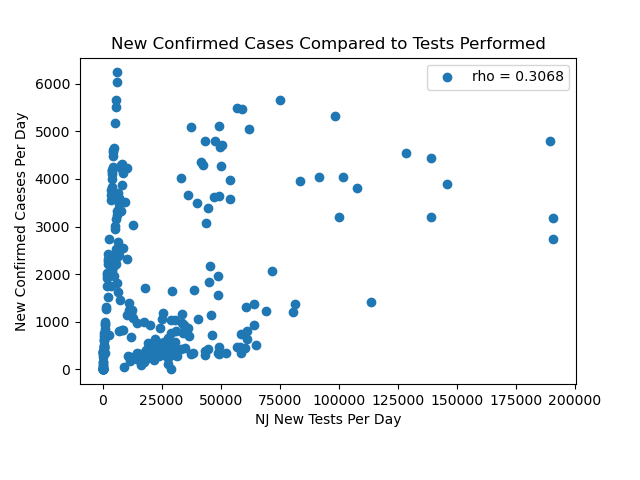 New Confirmed Cases Compared to Tests Performed
rho = 0.3068
6000
5000
4000
3000
2000
1000
0
New Confirmed Caeses Per Day
0 25000 50000 75000 100000 125000 150000 175000 200000
NJ New Tests Per Day